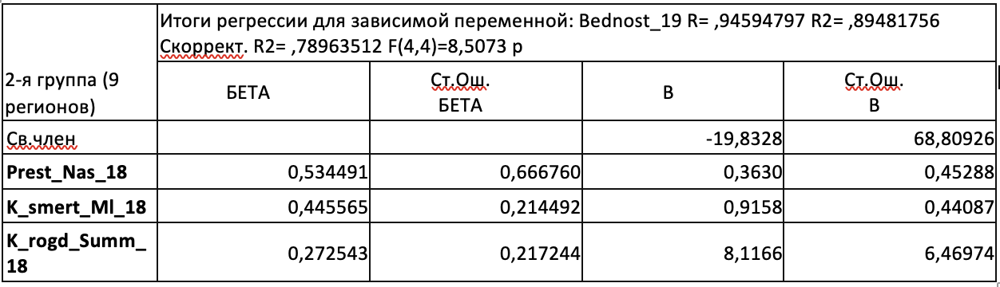 Итоги регрессии для зависимой переменной: Bednost_19 R= ,94594797 R2= ,89481756
Скоррект. R2= ,78963512 F(4,4)=8,5073 p
2-я группа (9
регионов)
БЕТА
Ст.Ош.
БЕТА
B
Ст.Ош.
B
Св.член -19,8328 68,80926
Prest_Nas_18 0,534491 0,666760 0,3630 0,45288
K_smert_Ml_18 0,445565 0,214492 0,9158 0,44087
K_rogd_Summ_
18 0,272543 0,217244 8,1166 6,46974